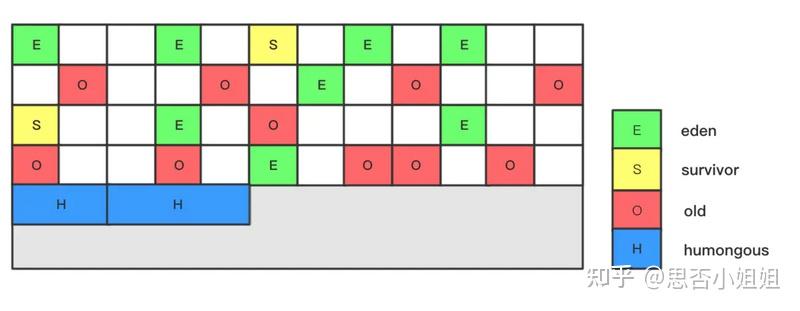 E E S E E
O O E O O
S E O E
O O E O O O
H H
E eden
S survivor
O old
H humongous
知乎 @思否小姐姐